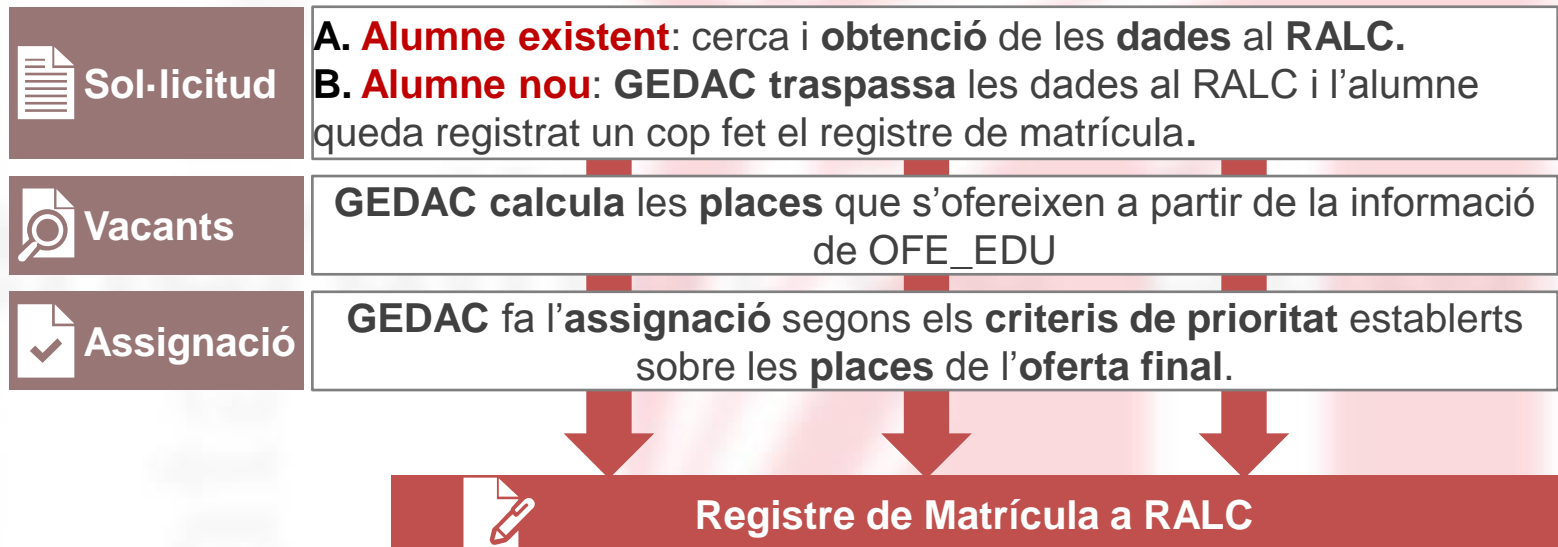 Sol·licitud
A. Alumne existent: cerca i obtenció de les dades al RALC.
B. Alumne nou: GEDAC traspassa les dades al RALC i l’alumne
queda registrat un cop fet el registre de matrícula.
Vacants
GEDAC calcula les places que s’ofereixen a partir de la informació
de OFE_EDU
Assignació
GEDAC fa l’assignació segons els criteris de prioritat establerts
sobre les places de l’oferta final.
Registre de Matrícula a RALC